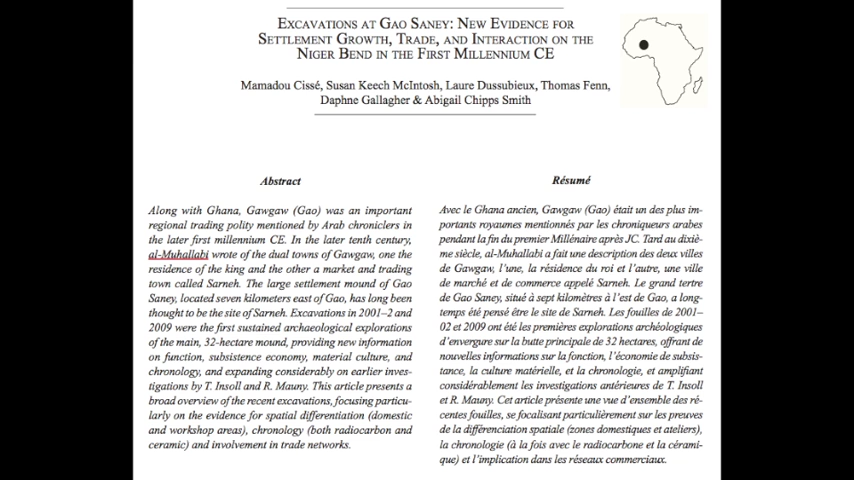 EXCAVATIONS AT GAO SANEY: NEW EVIDENCE FOR
SETTLEMENT GROWTH, TRADE, AND INTERACTION ON THE
NIGER BEND IN THE FIRST MILLENNIUM CE
Mamadou Cissé, Susan Keech McIntosh, Laure Dussubieux, Thomas Fenn,
Daphne Gallagher & Abigail Chipps Smith
Abstract
Along with Ghana, Gawgaw (Gao) was an important
regional trading polity mentioned by Arab chroniclers in
the later first millennium CE. In the later tenth century,
al-Muhallabi wrote of the dual towns of Gawgaw, one the
residence of the king and the other a market and trading
town called Sarneh. The large settlement mound of Gao
Saney, located seven kilometers east of Gao, has long been
thought to be the site of Sarneh. Excavations in 2001–2 and
2009 were the first sustained archaeological explorations
of the main, 32-hectare mound, providing new information
on function, subsistence economy, material culture, and
chronology, and expanding considerably on earlier inves-
tigations by T. Insoll and R. Mauny. This article presents a
broad overview of the recent excavations, focusing particu-
larly on the evidence for spatial differentiation (domestic
and workshop areas), chronology (both radiocarbon and
ceramic) and involvement in trade networks.
Résumé
Avec le Ghana ancien, Gawgaw (Gao) était un des plus im-
portants royaumes mentionnés par les chroniqueurs arabes
pendant la fin du premier Millénaire après JC. Tard au dixiè-
me siècle, al-Muhallabi a fait une description des deux villes
de Gawgaw, l'une, la résidence du roi et l'autre, une ville
de marché et de commerce appelé Sarneh. Le grand tertre
de Gao Saney, situé à sept kilomètres à l'est de Gao, a long-
temps été pensé être le site de Sarneh. Les fouilles de 2001–
02 et 2009 ont été les premières explorations archéologiques
d'envergure sur la butte principale de 32 hectares, offrant de
nouvelles informations sur la fonction, l'économie de subsis-
tance, la culture matérielle, et la chronologie, et amplifiant
considérablement les investigations antérieures de T. Insoll
et R. Mauny. Cet article présente une vue d'ensemble des ré-
centes fouilles, se focalisant particulièrement sur les preuves
de la différenciation spatiale (zones domestiques et ateliers),
la chronologie (à la fois avec le radiocarbone et la cérami-
que) et l'implication dans les réseaux commerciaux.